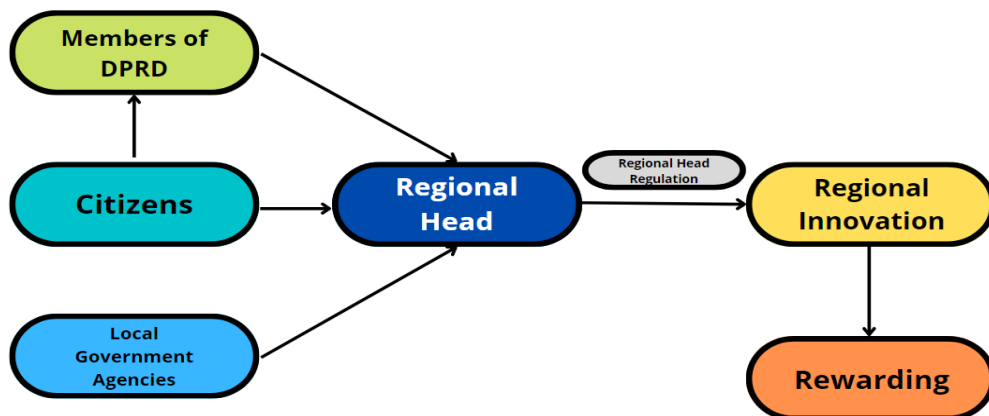 Members of
DPRD
Citizens
Local
Government
Agencies
Regional
Head
Regional Head
Regulation
Regional
Innovation
Rewarding